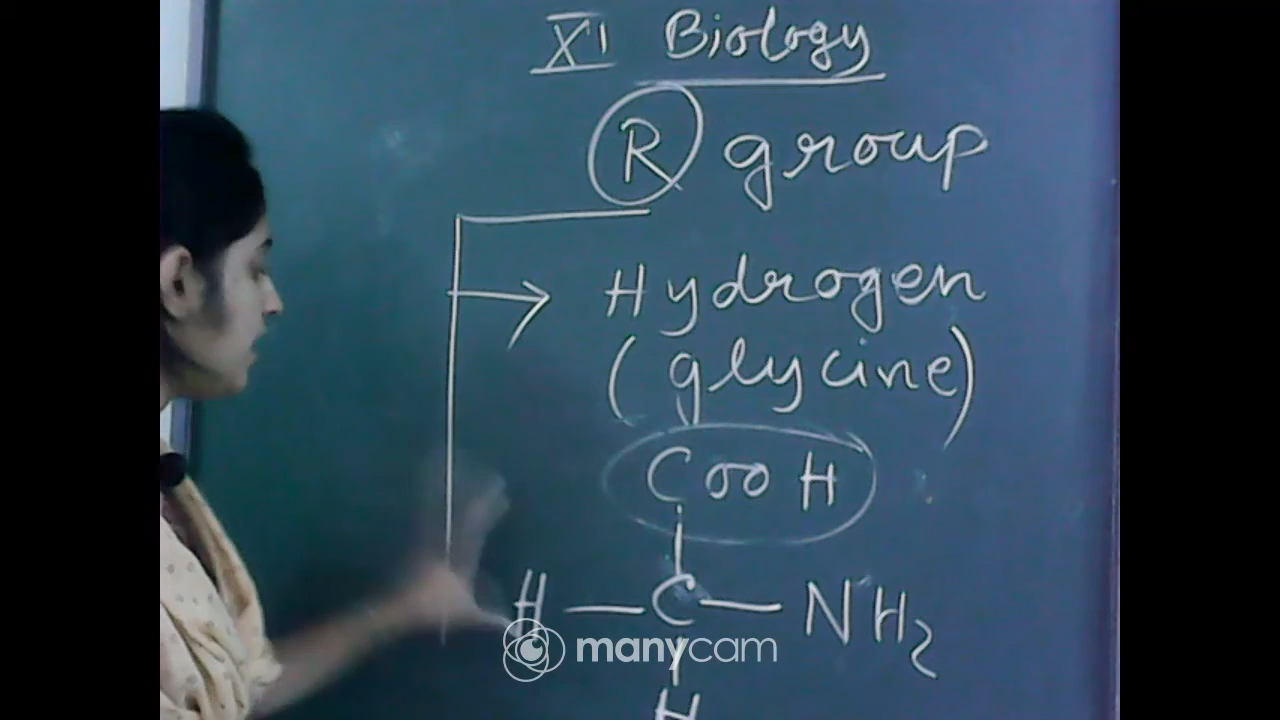 XI Biology
R group
Hydrogen
(glycine)
COOH
H — C — NH2
H
manycam